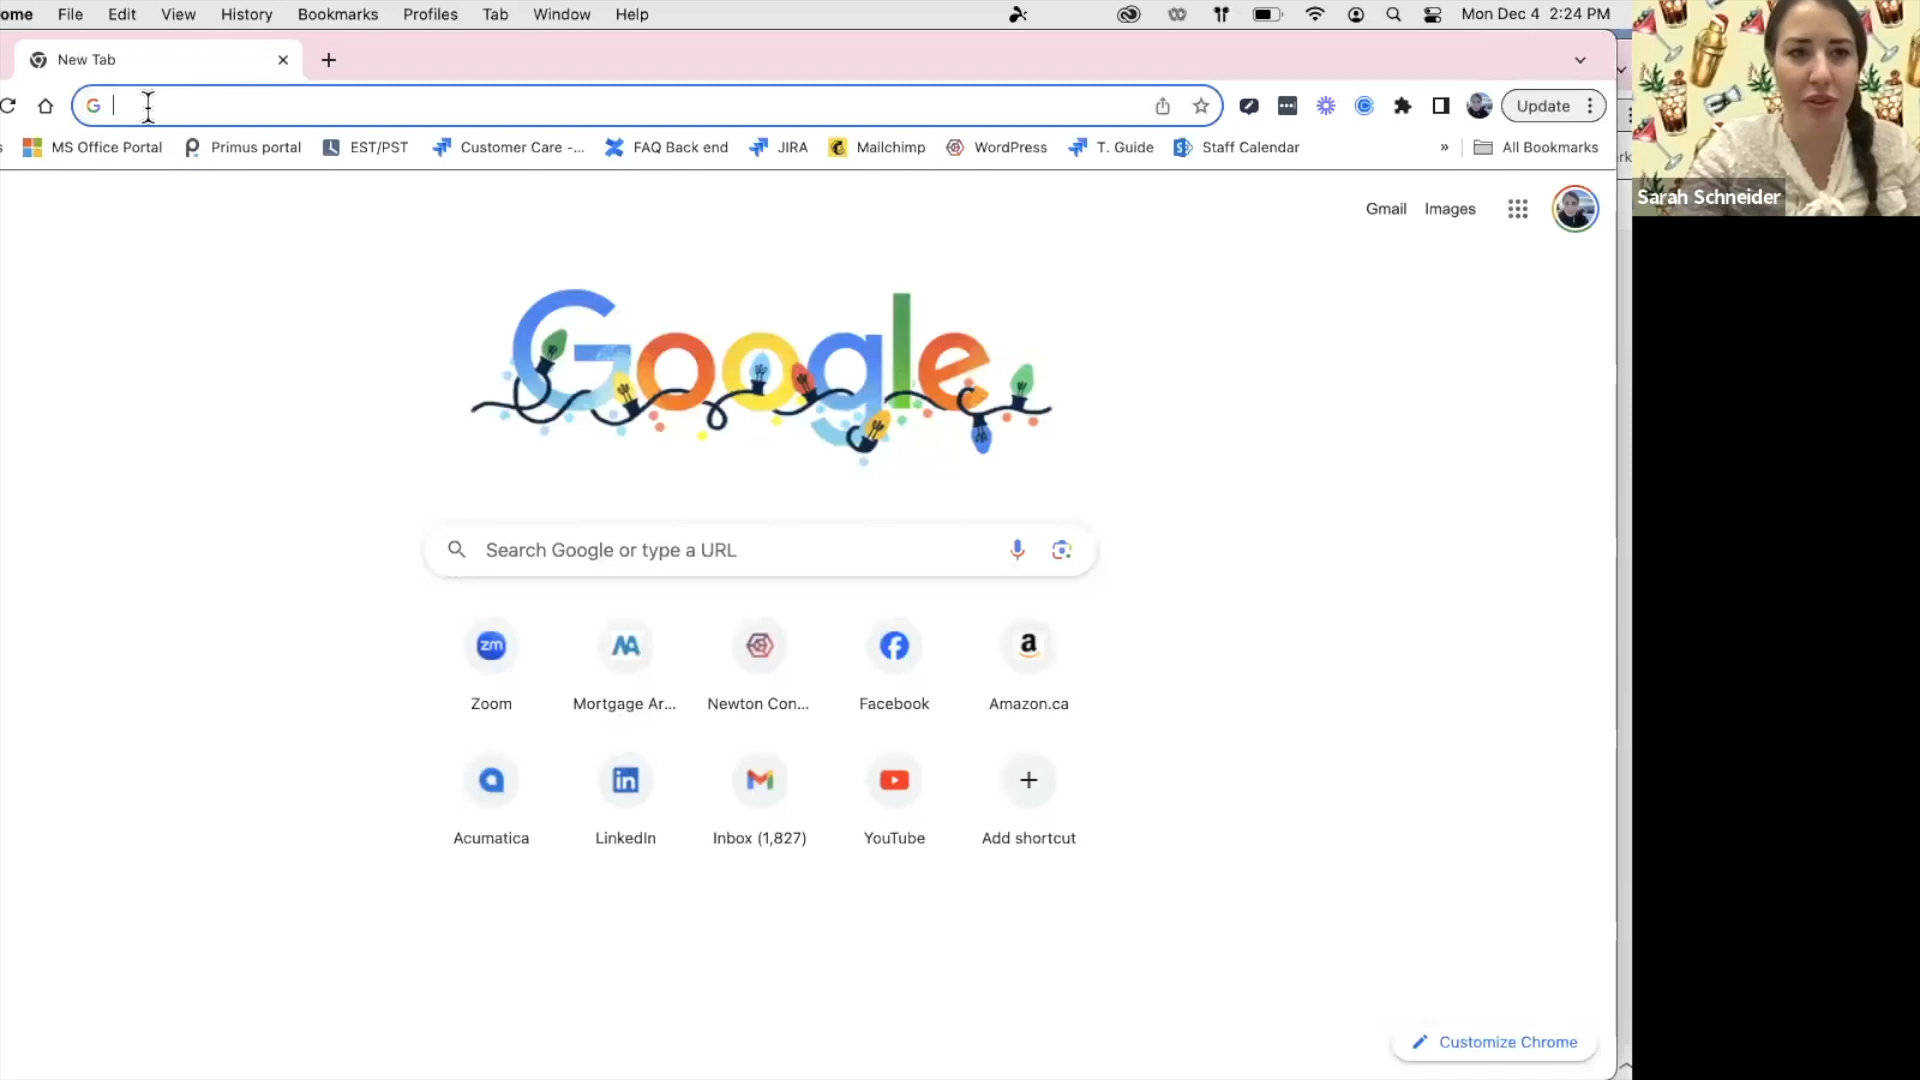 ome File Edit View History Bookmarks Profiles Tab Window Help Mon Dec 4 2:24 PM
New Tab
G Update
s MS Office Portal Primus portal EST/PST Customer Care -... FAQ Back end JIRA Mailchimp WordPress T. Guide Staff Calendar » All Bookmarks
Sarah Schneider
Gmail Images
Google
Search Google or type a URL
zm a
Zoom Mortgage Ar... Newton Con... Facebook Amazon.ca
in
Acumatica LinkedIn Inbox (1,827) YouTube Add shortcut
Customize Chrome